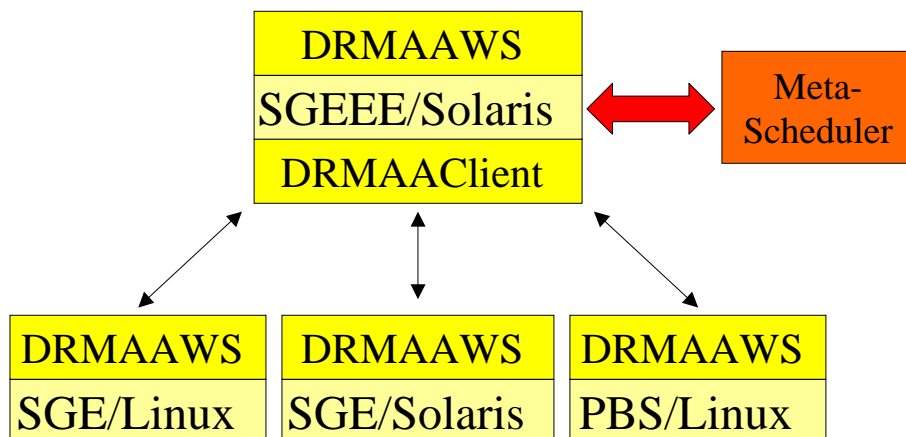 DRMAAWS
SGEEE/Solaris
DRMAAClient
Meta-
Scheduler
DRMAAWS
SGE/Linux
DRMAAWS
SGE/Solaris
DRMAAWS
PBS/Linux